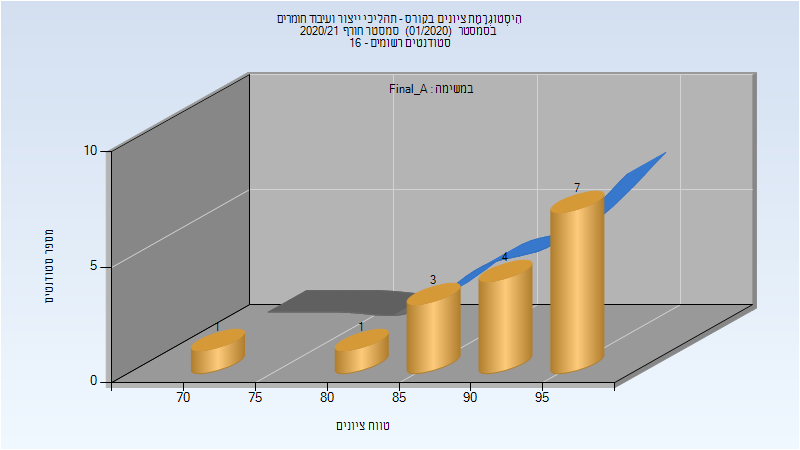 הִיסטוגרמַת ציונים בקורס - תהליכי ייצור ועיבוד חומרים
בסמסטר (01/2020) סמסטר חורף 2020/21
סטודנטים רשומים - 16
במשימה : Final_A
10
5
0
מספר סטודנטים
1
1
3
4
7
70
75
80
85
90
95
טווח ציונים